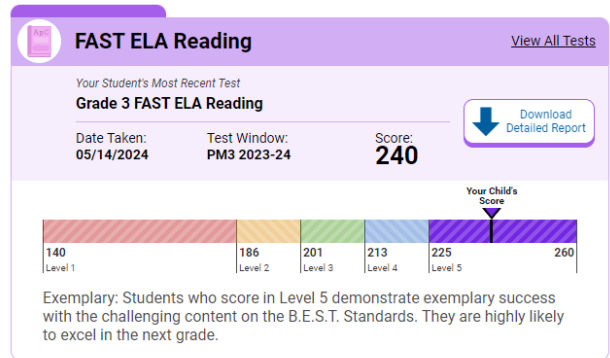 ABC
FAST ELA Reading
View All Tests
Your Student's Most Recent Test
Grade 3 FAST ELA Reading
Download
Detailed Report
Date Taken:
Test Window:
Score:
05/14/2024
PM3 2023-24
240
Your Child's
Score
140
186
201
213
225
260
Level 1
Level 2
Level 3
Level 4
Level 5
Exemplary: Students who score in Level 5 demonstrate exemplary success
with the challenging content on the B.E.S.T. Standards. They are highly likely
to excel in the next grade.